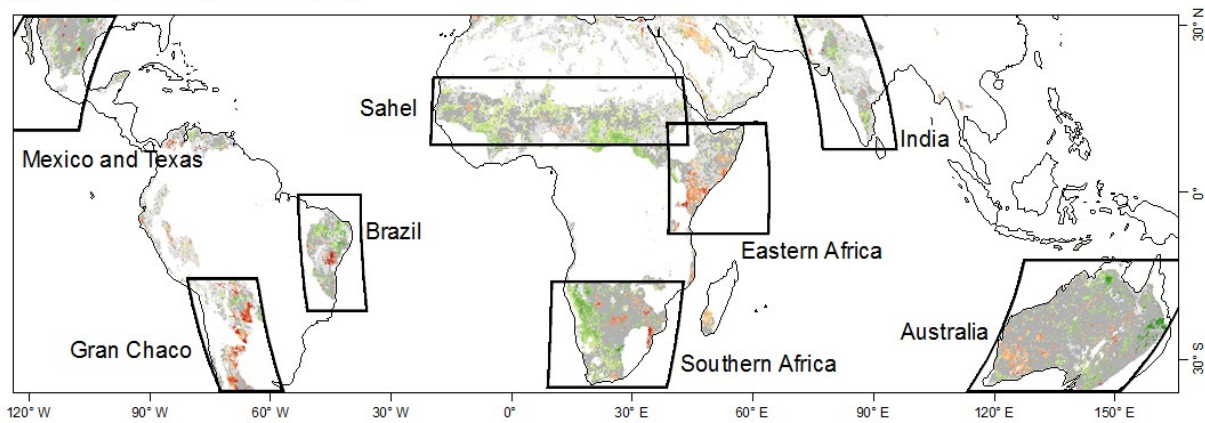 30° N
Sahel
India
Mexico and Texas
0°
Brazil
Eastern Africa
Gran Chaco
Australia
Southern Africa
30° S
120° W
90° W
60° W
30° W
0°
30° E
60° E
90° E
120° E
150° E